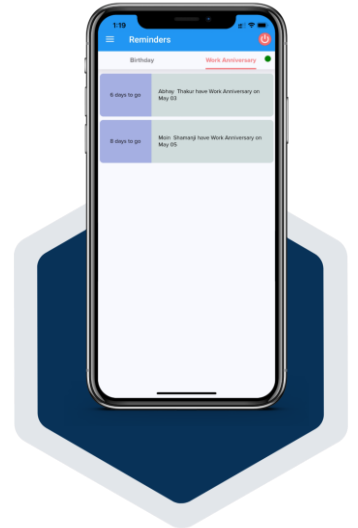 1:19
Reminders
Birthday
Work Anniversary
6 days to go
Abhay Thakur have Work Anniversary on
May 03
8 days to go
Moin Shamanji have Work Anniversary on
May 05